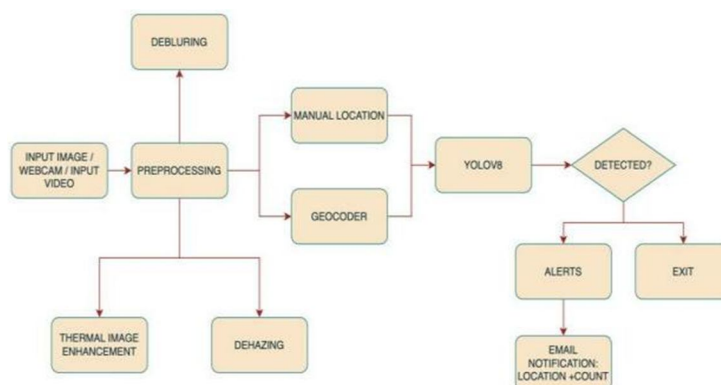 DEBLURING
MANUAL LOCATION
INPUT IMAGE /
WEBCAM / INPUT
VIDEO
PREPROCESSING
YOLOV8
DETECTED?
GEOCODER
ALERTS
EXIT
THERMAL IMAGE
ENHANCEMENT
DEHAZING
EMAIL
NOTIFICATION:
LOCATION +COUNT